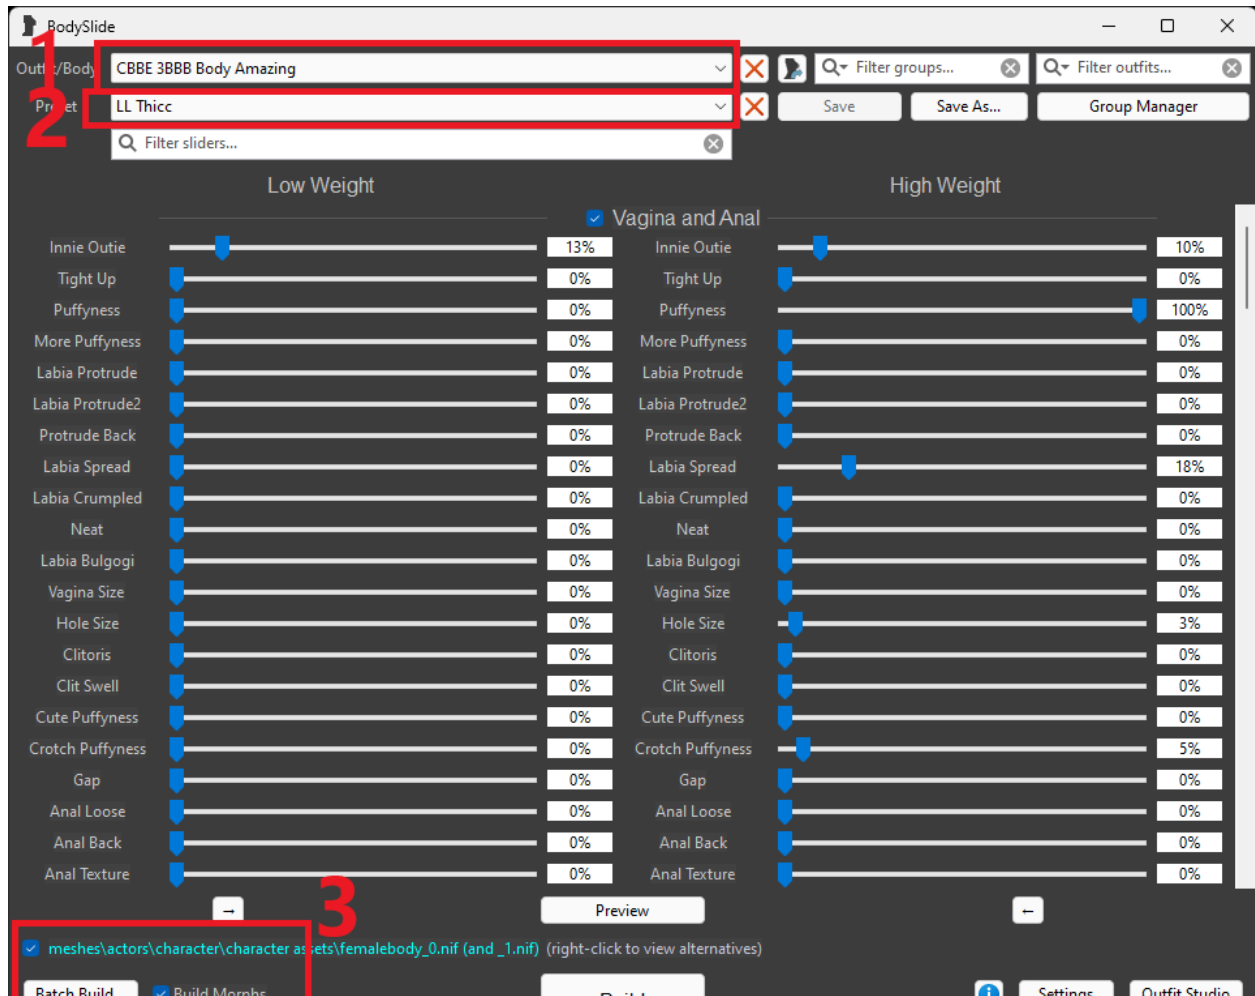 BodySlide
1
Outfit/Body CBBE 3BBB Body Amazing Filter groups... Filter outfits...
2
Preset LL Thicc Save Save As... Group Manager
Filter sliders...
Low Weight High Weight
Vagina and Anal
Innie Outie 13% Innie Outie 10%
Tight Up 0% Tight Up 0%
Puffyness 0% Puffyness 100%
More Puffyness 0% More Puffyness 0%
Labia Protrude 0% Labia Protrude 0%
Labia Protrude2 0% Labia Protrude2 0%
Protrude Back 0% Protrude Back 0%
Labia Spread 0% Labia Spread 18%
Labia Crumpled 0% Labia Crumpled 0%
Neat 0% Neat 0%
Labia Bulgogi 0% Labia Bulgogi 0%
Vagina Size 0% Vagina Size 0%
Hole Size 0% Hole Size 3%
Clitoris 0% Clitoris 0%
Clit Swell 0% Clit Swell 0%
Cute Puffyness 0% Cute Puffyness 0%
Crotch Puffyness 0% Crotch Puffyness 5%
Gap 0% Gap 0%
Anal Loose 0% Anal Loose 0%
Anal Back 0% Anal Back 0%
Anal Texture 0% Anal Texture 0%
3
→ Preview ←
meshes\actors\character\character assets\femalebody_0.nif (and _1.nif) (right-click to view alternatives)
Batch Build... Build Morphs Build Settings Outfit Studio